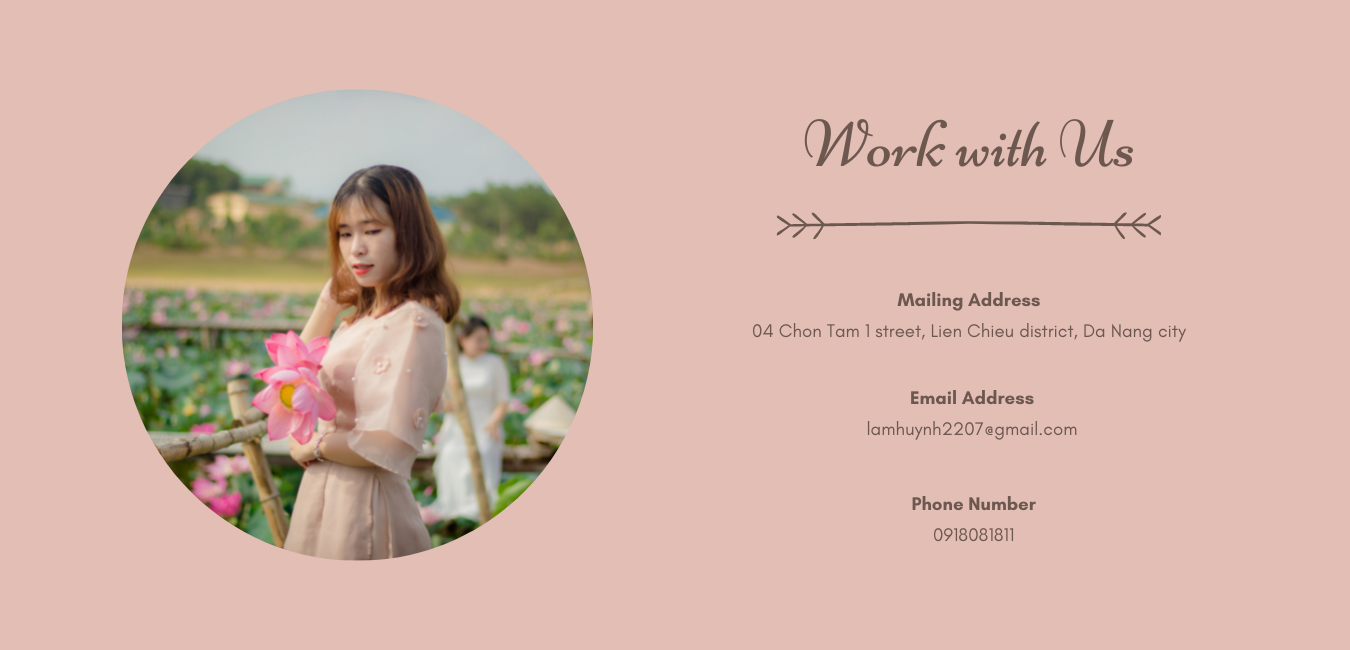 Work with Us
Mailing Address
04 Chon Tam 1 street, Lien Chieu district, Da Nang city
Email Address
lamhuynh2207@gmail.com
Phone Number
0918081811